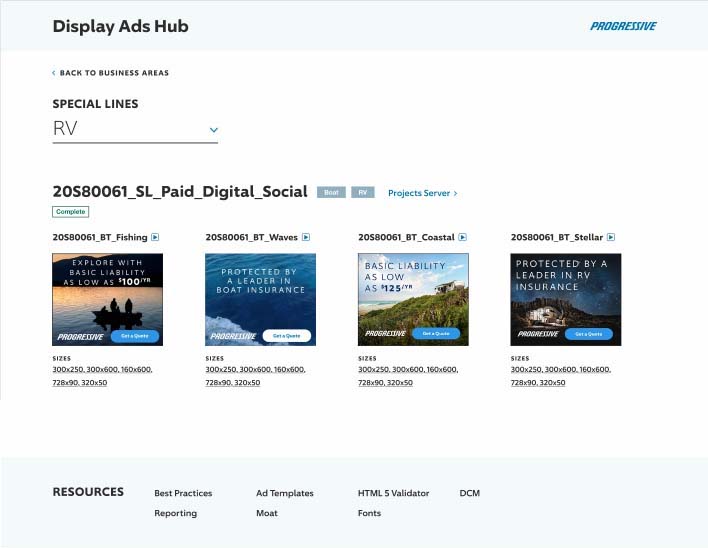 Display Ads Hub
PROGRESSIVE
BACK TO BUSINESS AREAS
SPECIAL LINES
RV
20S80061_SL_Paid_Digital_Social Boat RV Projects Server
Complete
20S80061_BT_Fishing
EXPLORE WITH
BASIC LIABILITY
AS LOW AS $100/YR
PROGRESSIVE Get a Quote
SIZES
300x250, 300x600, 160x600,
728x90, 320x50
20S80061_BT_Waves
PROTECTED BY
A LEADER IN
BOAT INSURANCE
PROGRESSIVE Get a Quote
SIZES
300x250, 300x600, 160x600,
728x90, 320x50
20S80061_BT_Coastal
BASIC LIABILITY
AS LOW
AS $125/YR
PROGRESSIVE Get a Quote
SIZES
300x250, 300x600, 160x600,
728x90, 320x50
20S80061_BT_Stellar
PROTECTED BY A
LEADER IN RV
INSURANCE
PROGRESSIVE Get a Quote
SIZES
300x250, 300x600, 160x600,
728x90, 320x50
RESOURCES
Best Practices Ad Templates HTML 5 Validator DCM
Reporting Moat Fonts